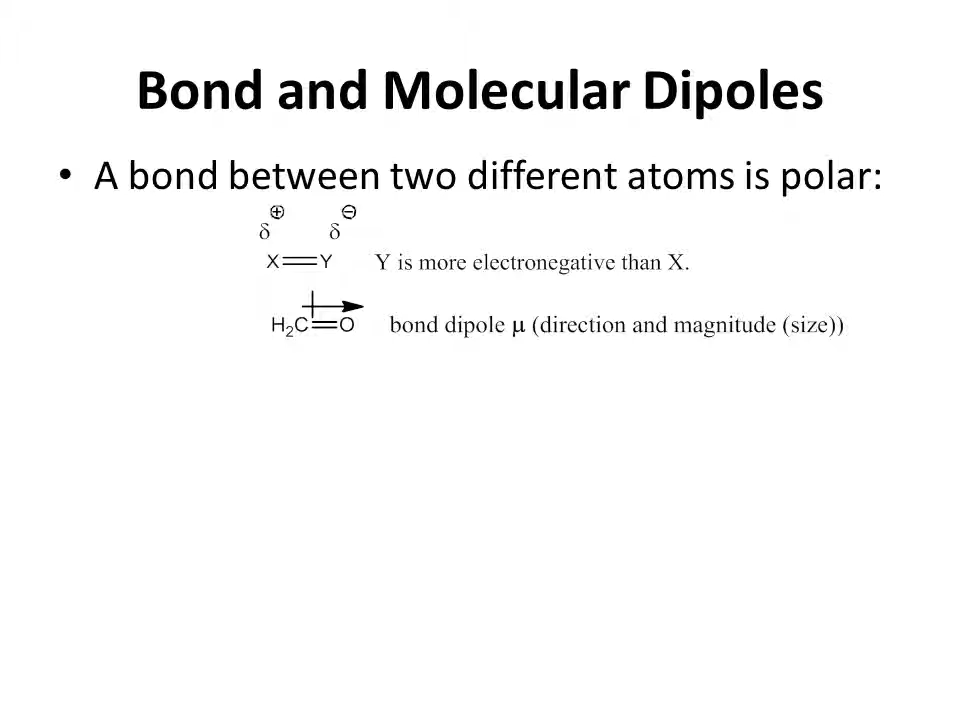 Bond and Molecular Dipoles
• A bond between two different atoms is polar:
δ⊕ δ⊖
X=Y Y is more electronegative than X.
H₂C=O bond dipole μ (direction and magnitude (size))